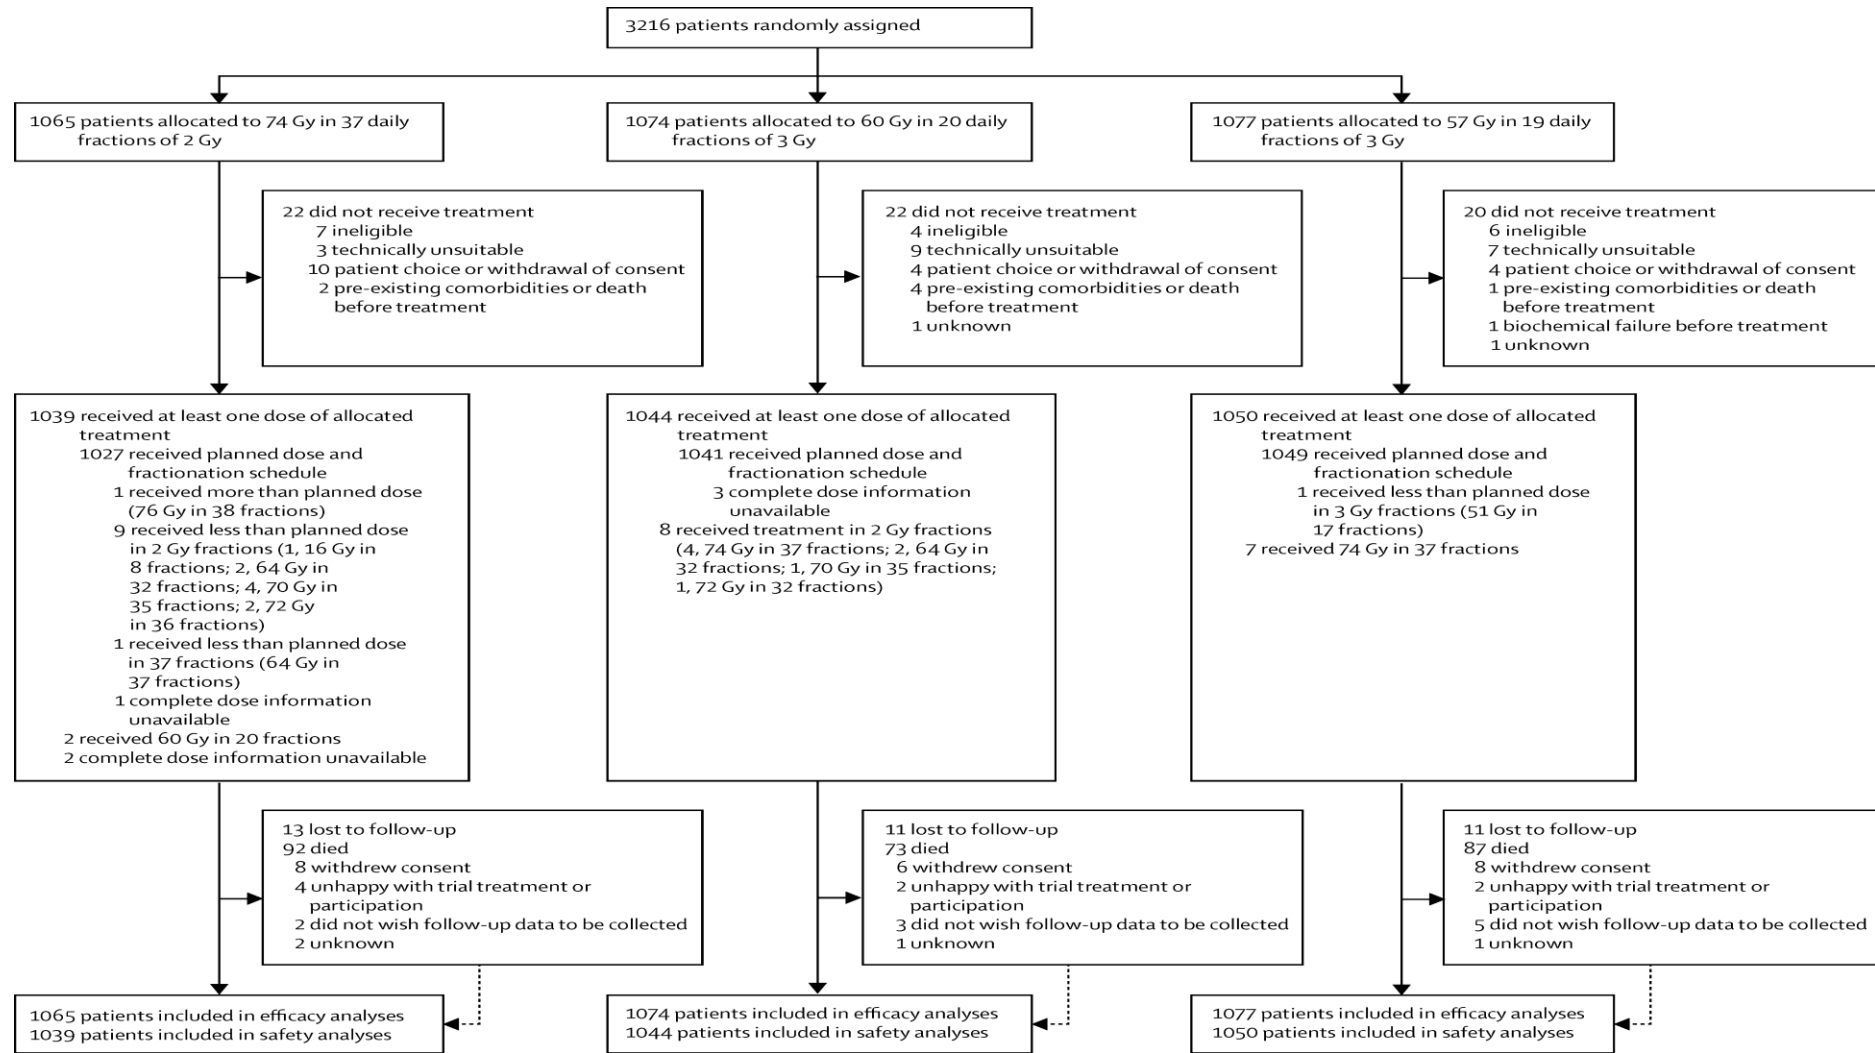 3216 patients randomly assigned
1065 patients allocated to 74 Gy in 37 daily
fractions of 2 Gy
1074 patients allocated to 60 Gy in 20 daily
fractions of 3 Gy
1077 patients allocated to 57 Gy in 19 daily
fractions of 3 Gy
22 did not receive treatment
7 ineligible
3 technically unsuitable
10 patient choice or withdrawal of consent
2 pre-existing comorbidities or death
before treatment
22 did not receive treatment
4 ineligible
9 technically unsuitable
4 patient choice or withdrawal of consent
4 pre-existing comorbidities or death
before treatment
1 unknown
20 did not receive treatment
6 ineligible
7 technically unsuitable
4 patient choice or withdrawal of consent
1 pre-existing comorbidities or death
before treatment
1 biochemical failure before treatment
1 unknown
1039 received at least one dose of allocated
treatment
1027 received planned dose and
fractionation schedule
1 received more than planned dose
(76 Gy in 38 fractions)
9 received less than planned dose
in 2 Gy fractions (1, 16 Gy in
8 fractions; 2, 64 Gy in
32 fractions; 4, 70 Gy in
35 fractions; 2, 72 Gy
in 36 fractions)
1 received less than planned dose
in 37 fractions (64 Gy in
37 fractions)
1 complete dose information
unavailable
2 received 60 Gy in 20 fractions
2 complete dose information unavailable
1044 received at least one dose of allocated
treatment
1041 received planned dose and
fractionation schedule
3 complete dose information
unavailable
8 received treatment in 2 Gy fractions
(4, 74 Gy in 37 fractions; 2, 64 Gy in
32 fractions; 1, 70 Gy in 35 fractions;
1, 72 Gy in 32 fractions)
1050 received at least one dose of allocated
treatment
1049 received planned dose and
fractionation schedule
1 received less than planned dose
in 3 Gy fractions (51 Gy in
17 fractions)
7 received 74 Gy in 37 fractions
13 lost to follow-up
92 died
8 withdrew consent
4 unhappy with trial treatment or
participation
2 did not wish follow-up data to be collected
2 unknown
11 lost to follow-up
73 died
6 withdrew consent
2 unhappy with trial treatment or
participation
3 did not wish follow-up data to be collected
1 unknown
11 lost to follow-up
87 died
8 withdrew consent
2 unhappy with trial treatment or
participation
5 did not wish follow-up data to be collected
1 unknown
1065 patients included in efficacy analyses
1039 patients included in safety analyses
1074 patients included in efficacy analyses
1044 patients included in safety analyses
1077 patients included in efficacy analyses
1050 patients included in safety analyses